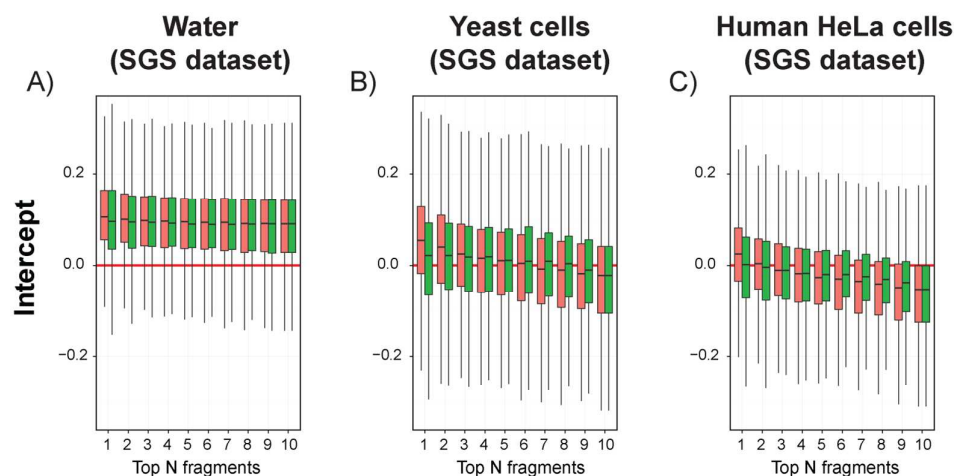 Water
(SGS dataset)
Yeast cells
(SGS dataset)
Human HeLa cells
(SGS dataset)
A)
B)
C)
Intercept
0.2
0.0
−0.2
1 2 3 4 5 6 7 8 9 10
Top N fragments
0.2
0.0
−0.2
1 2 3 4 5 6 7 8 9 10
Top N fragments
0.2
0.0
−0.2
1 2 3 4 5 6 7 8 9 10
Top N fragments